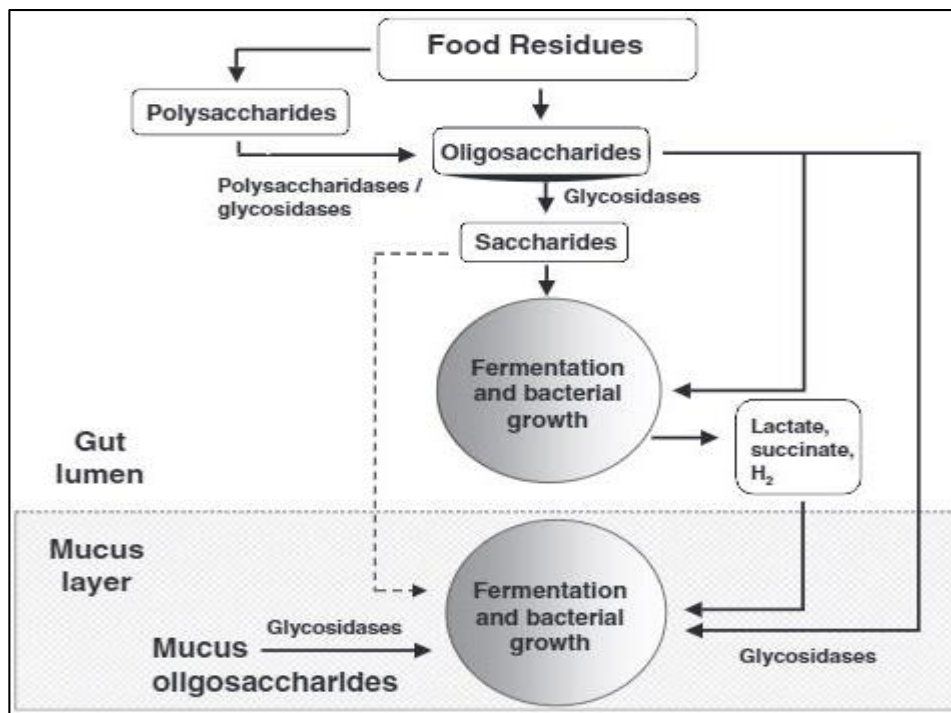 Food Residues
Polysaccharides
Oligosaccharides
Polysaccharidases /
glycosidases
Glycosidases
Saccharides
Fermentation
and bacterial
growth
Lactate,
succinate,
H₂
Gut
lumen
Mucus
layer
Fermentation
and bacterial
growth
Glycosidases
Mucus
oligosaccharides
Glycosidases